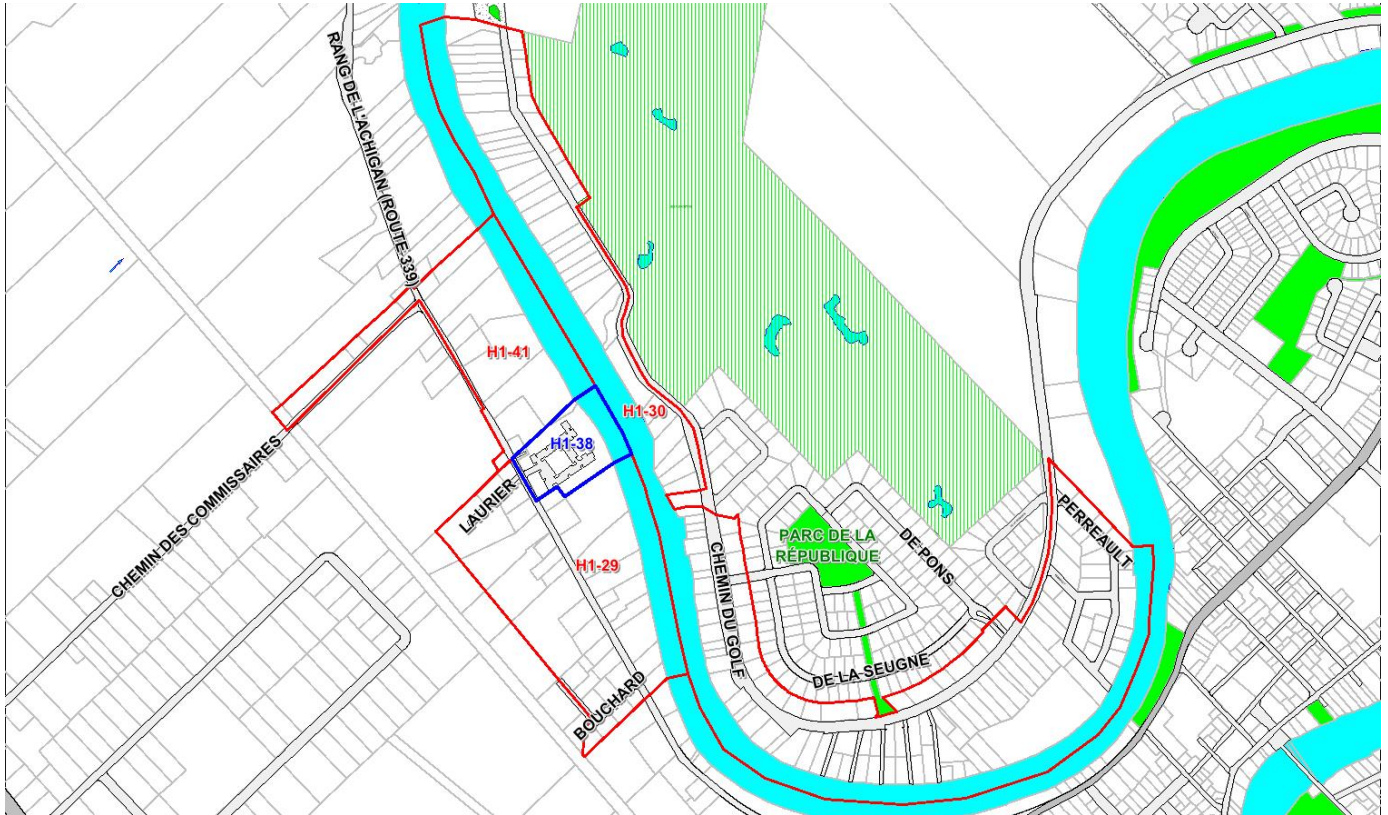 RANG DE L'ACHIGAN (ROUTE 339)
H1-41
H1-30
H1-38
CHEMIN DES COMMISSAIRES
LAURIER
PERREAULT
PARC DE LA
RÉPUBLIQUE
DE PONS
H1-29
CHEMIN DU GOLF
DE LA SEUGNE
BOUCHARD